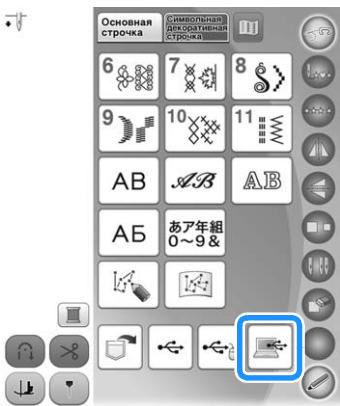 Основная
строчка
Символьная
декоративная
строчка
6
7
8
9
10
11
AB
AB
AB
АБ
あア年組
0～9&